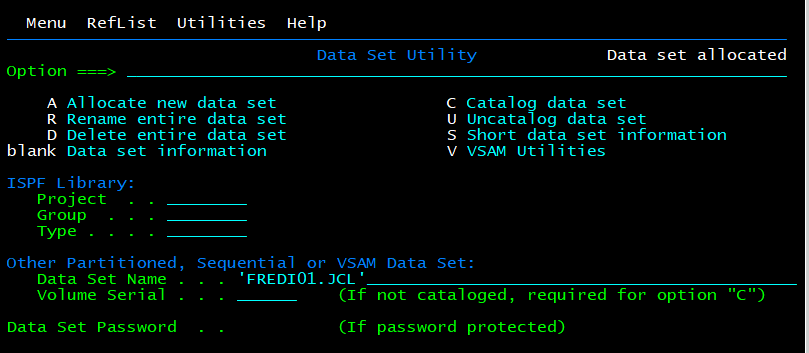 Menu RefList Utilities Help
Data Set Utility Data set allocated
Option ===>
A Allocate new data set C Catalog data set
R Rename entire data set U Uncatalog data set
D Delete entire data set S Short data set information
blank Data set information V VSAM Utilities
ISPF Library:
Project . .
Group . . .
Type . . . .
Other Partitioned, Sequential or VSAM Data Set:
Data Set Name . . . 'FREDI01.JCL'
Volume Serial . . . (If not cataloged, required for option "C")
Data Set Password . . (If password protected)